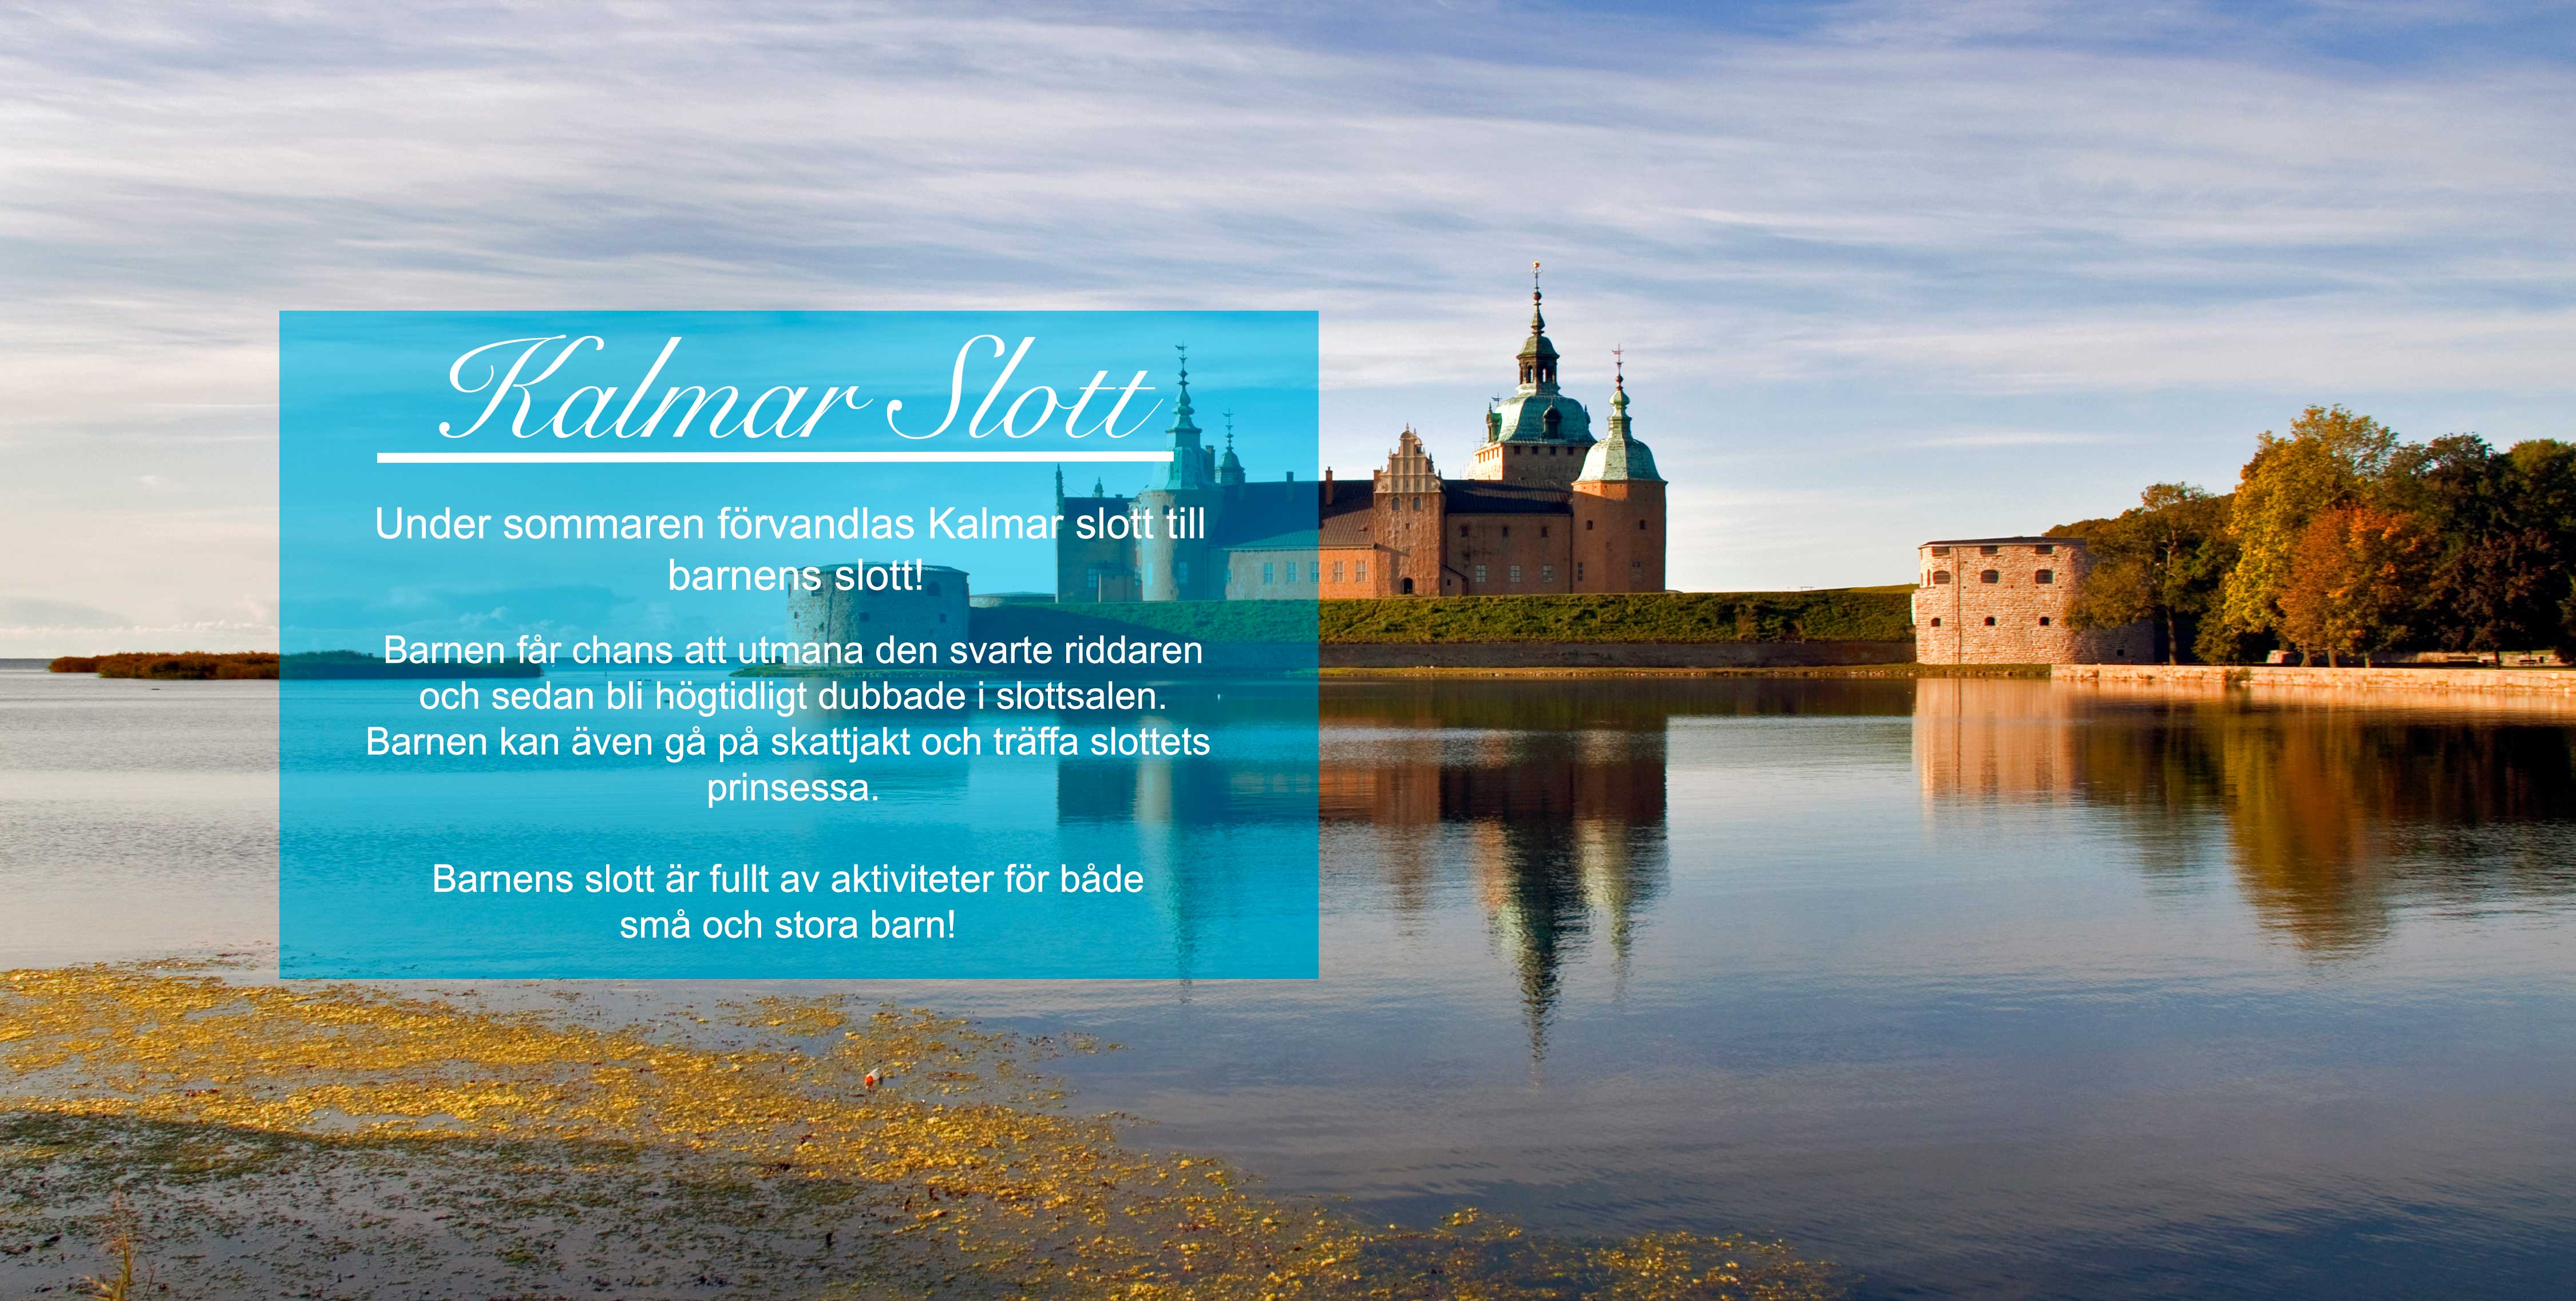 Kalmar Slott
Under sommaren förvandlas Kalmar slott till
barnens slott!
Barnen får chans att utmana den svarte riddaren
och sedan bli högtidligt dubbade i slottsalen.
Barnen kan även gå på skattjakt och träffa slottets
prinsessa.
Barnens slott är fullt av aktiviteter för både
små och stora barn!